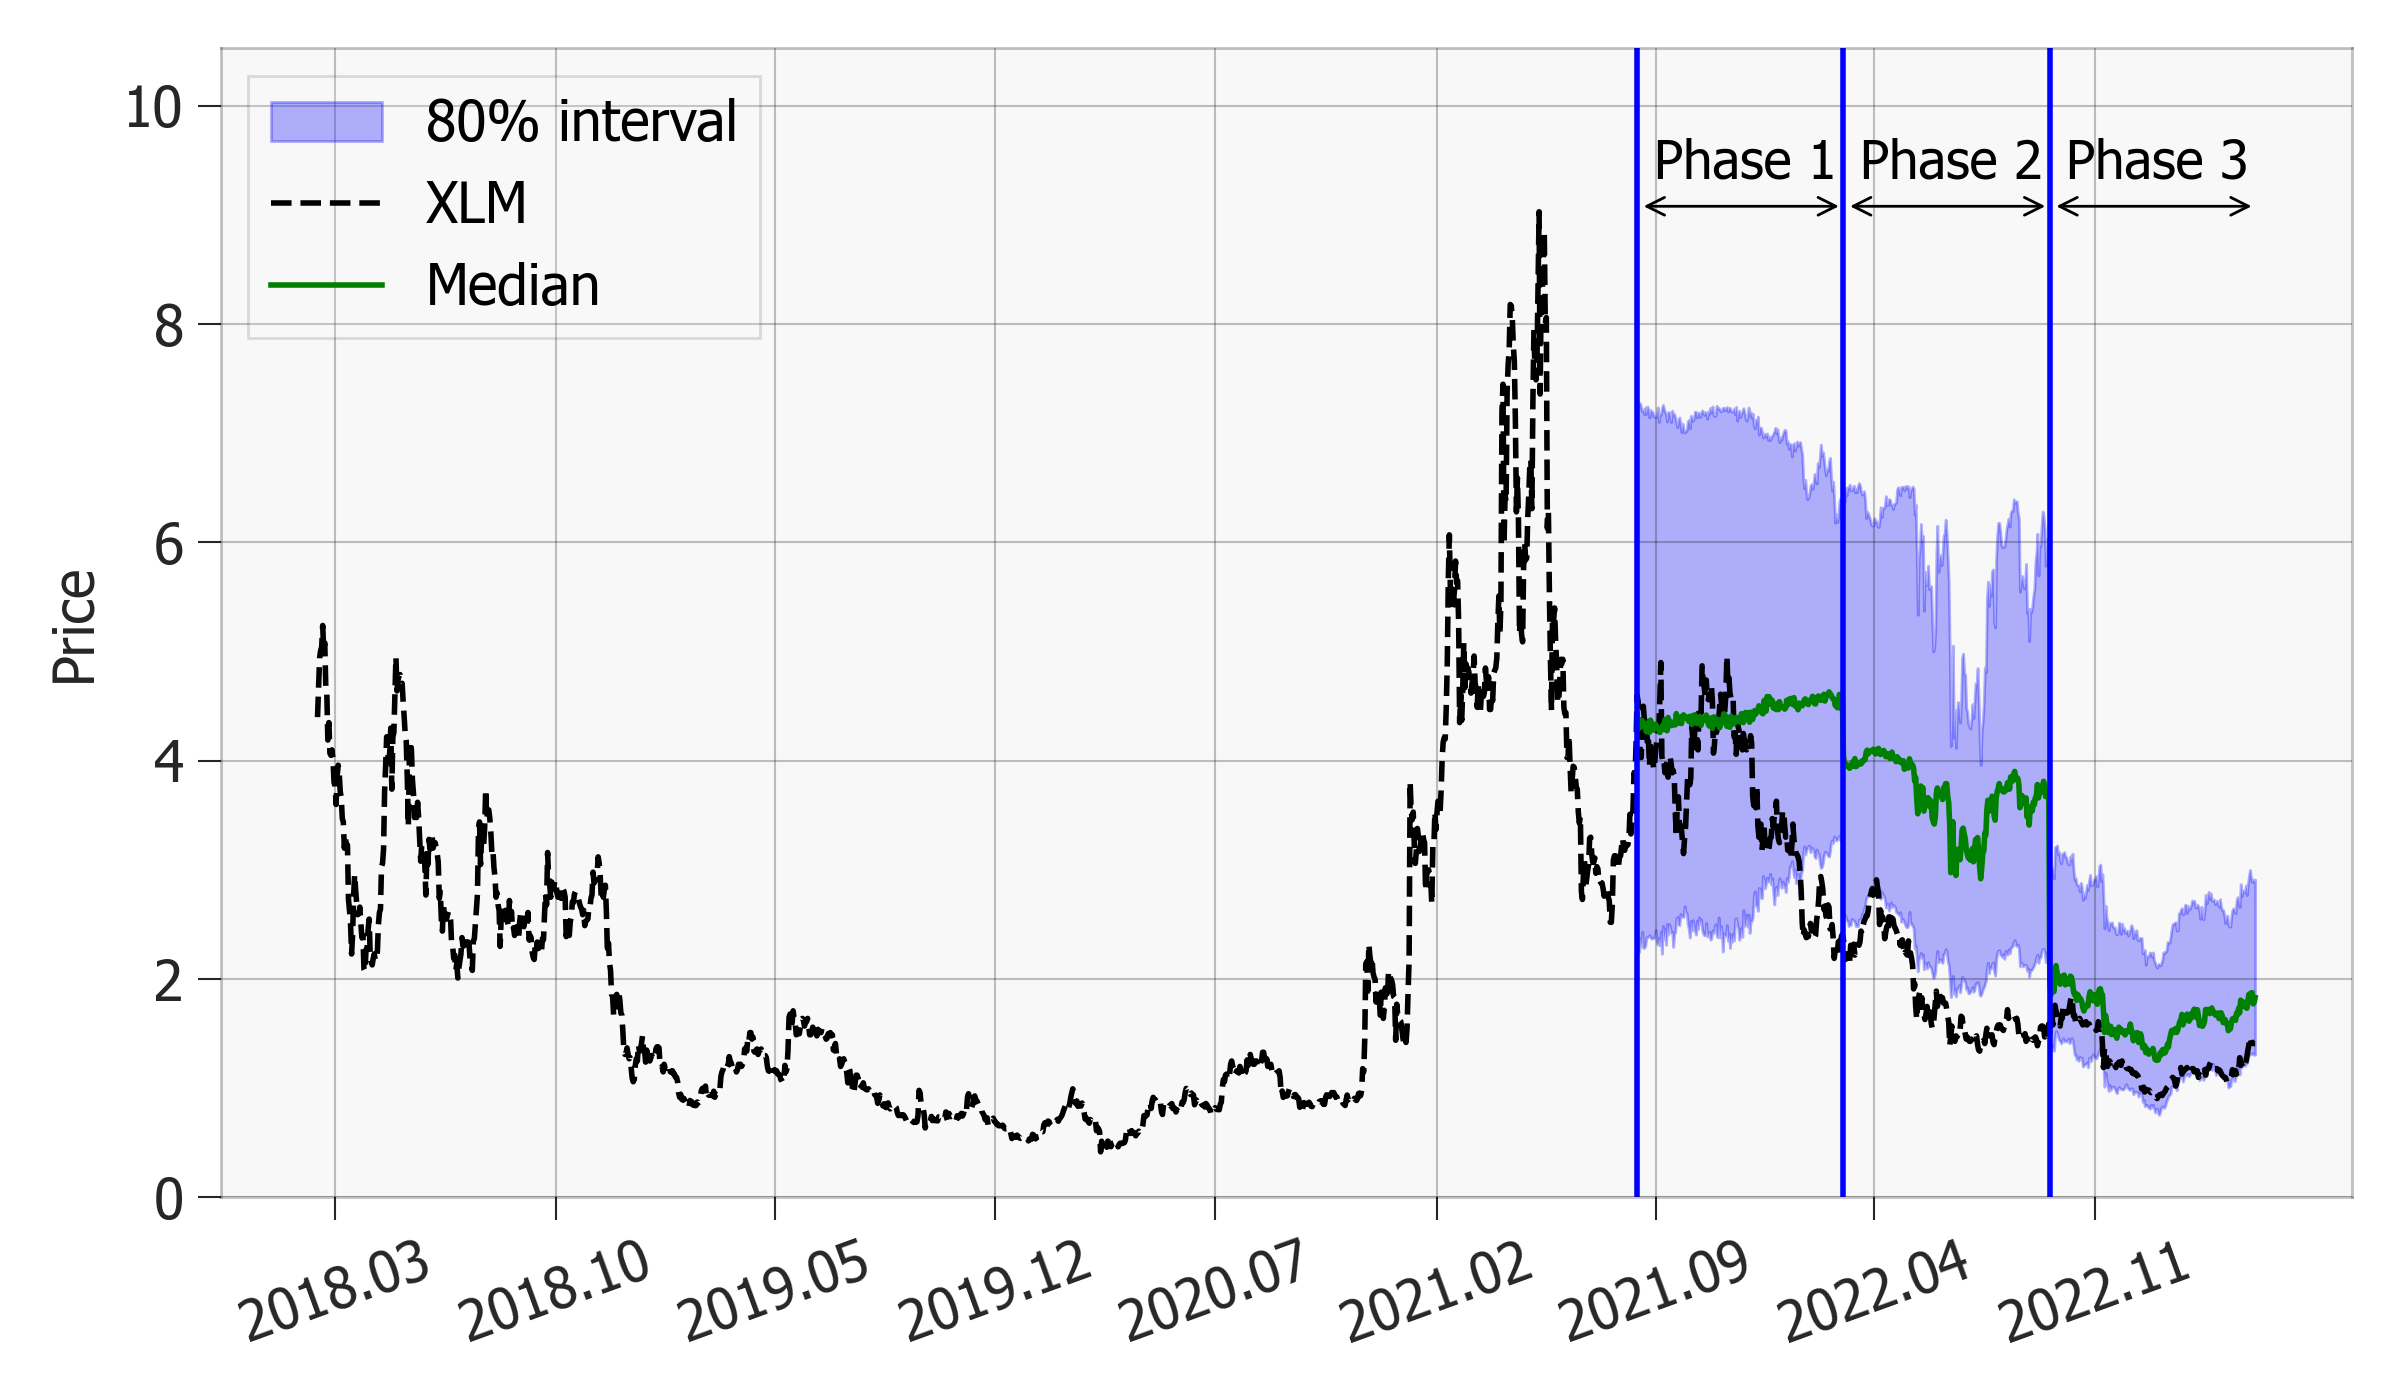 80% interval
XLM
Median
Phase 1
Phase 2
Phase 3
Price
10
8
6
4
2
0
2018.03
2018.10
2019.05
2019.12
2020.07
2021.02
2021.09
2022.04
2022.11